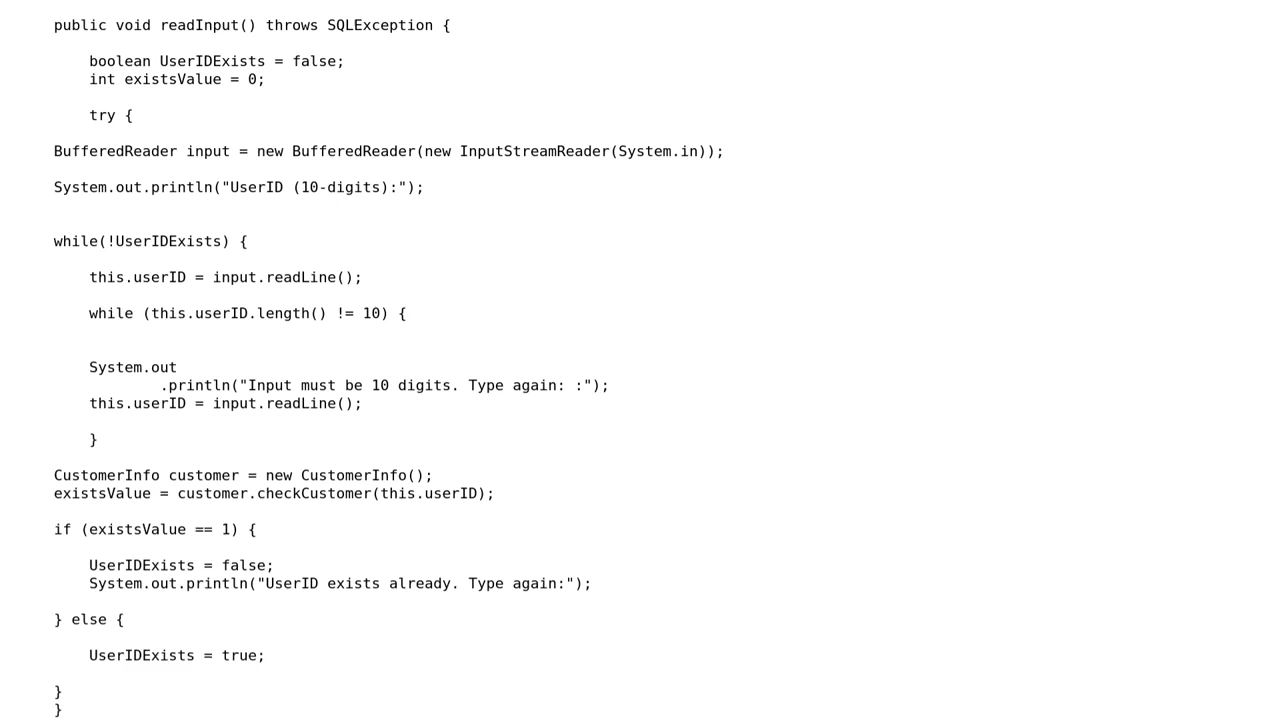 public void readInput() throws SQLException {
boolean UserIDExists = false;
int existsValue = 0;
try {
BufferedReader input = new BufferedReader(new InputStreamReader(System.in));
System.out.println("UserID (10-digits):");
while(!UserIDExists) {
this.userID = input.readLine();
while (this.userID.length() != 10) {
System.out
.println("Input must be 10 digits. Type again: :");
this.userID = input.readLine();
}
CustomerInfo customer = new CustomerInfo();
existsValue = customer.checkCustomer(this.userID);
if (existsValue == 1) {
UserIDExists = false;
System.out.println("UserID exists already. Type again:");
} else {
UserIDExists = true;
}
}